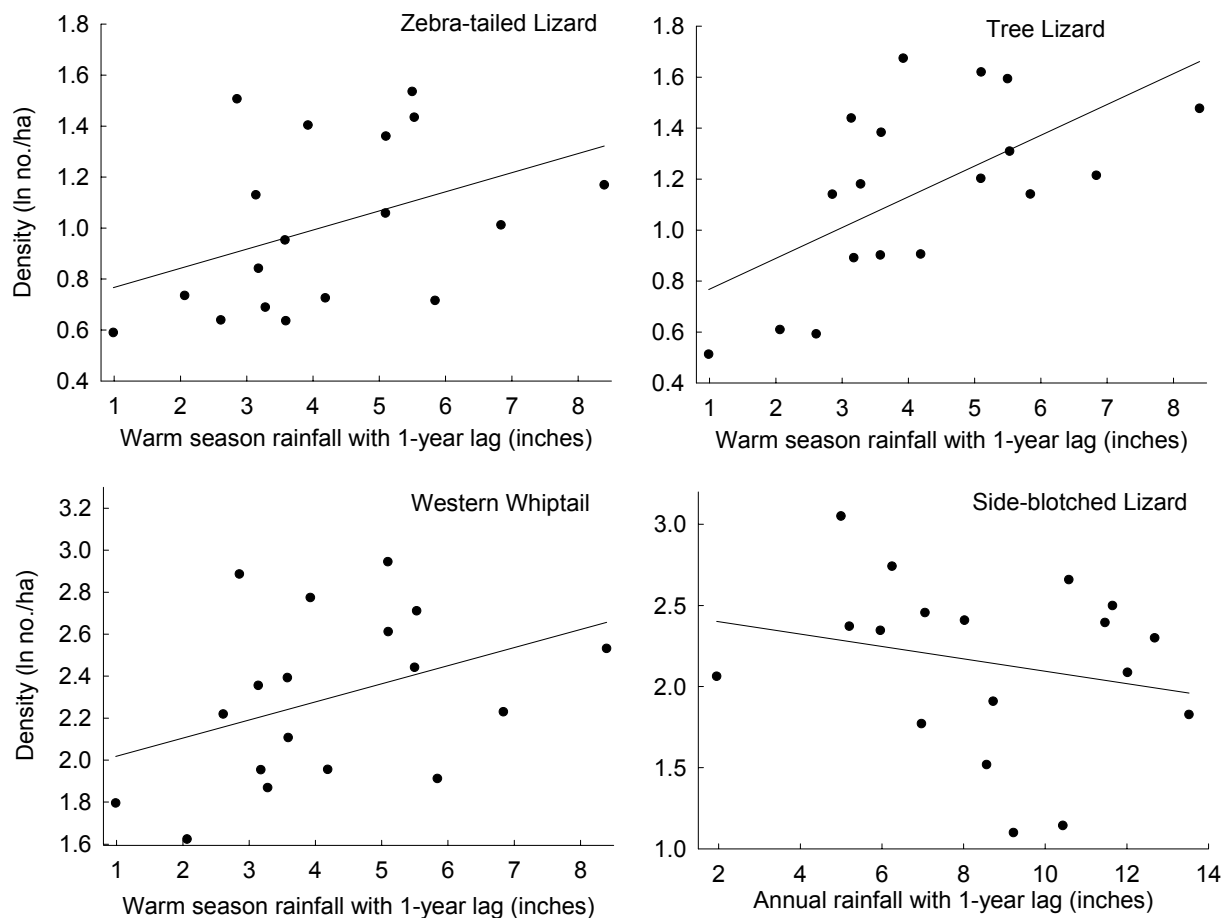 Zebra-tailed Lizard
Density (ln no./ha)
1.8
1.6
1.4
1.2
1.0
0.8
0.6
0.4
1 2 3 4 5 6 7 8
Warm season rainfall with 1-year lag (inches)
Tree Lizard
1.8
1.6
1.4
1.2
1.0
0.8
0.6
0.4
1 2 3 4 5 6 7 8
Warm season rainfall with 1-year lag (inches)
Western Whiptail
Density (ln no./ha)
3.2
3.0
2.8
2.6
2.4
2.2
2.0
1.8
1.6
1 2 3 4 5 6 7 8
Warm season rainfall with 1-year lag (inches)
Side-blotched Lizard
3.0
2.5
2.0
1.5
1.0
2 4 6 8 10 12 14
Annual rainfall with 1-year lag (inches)